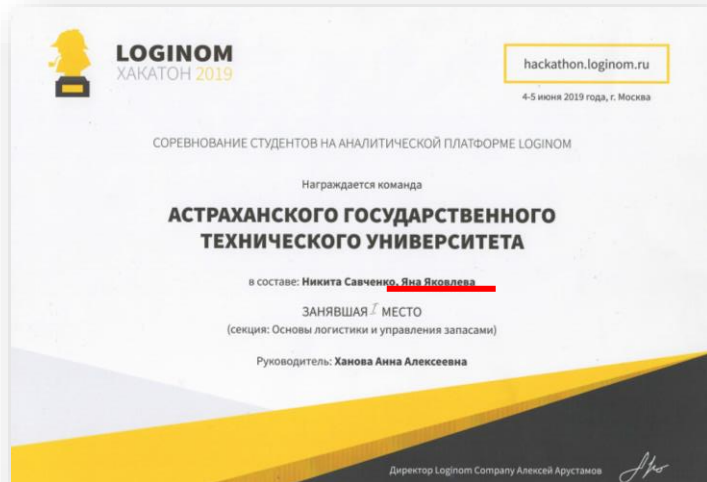 LOGINOM
ХАКАТОН 2019
hackathon.loginom.ru
4-5 июня 2019 года, г. Москва
СОРЕВНОВАНИЕ СТУДЕНТОВ НА АНАЛИТИЧЕСКОЙ ПЛАТФОРМЕ LOGINOM
Награждается команда
АСТРАХАНСКОГО ГОСУДАРСТВЕННОГО
ТЕХНИЧЕСКОГО УНИВЕРСИТЕТА
в составе: Никита Савченко, Яна Яковлева
ЗАНЯВШАЯ I МЕСТО
(секция: Основы логистики и управления запасами)
Руководитель: Ханова Анна Алексеевна
Директор Loginom Company Алексей Арустамов